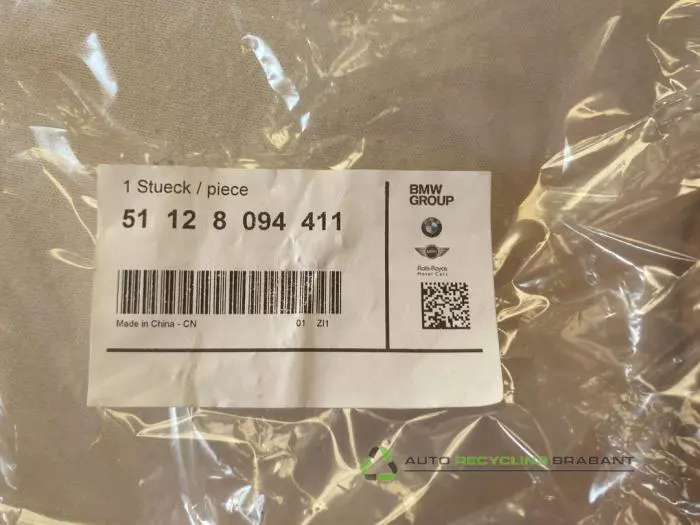 1 Stueck / piece
51 12 8 094 411
Made in China - CN 01 ZI1
BMW
GROUP
Rolls-Royce
Motor Cars
AUTO RECYCLING BRABANT